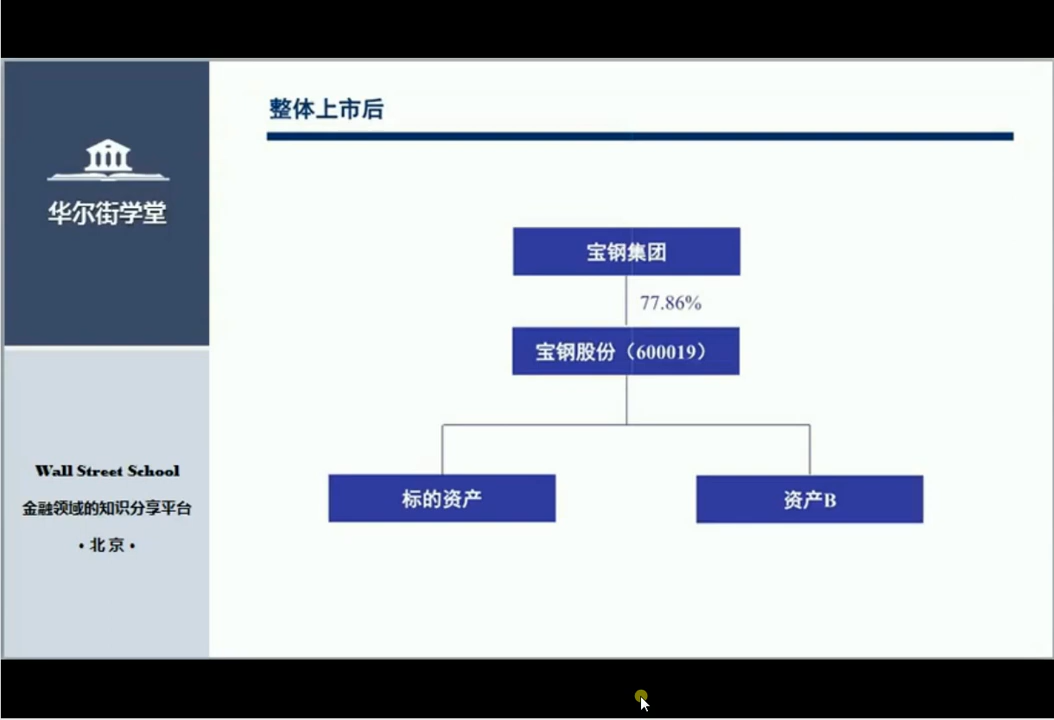 华尔街学堂
Wall Street School
金融领域的知识分享平台
• 北京 •
整体上市后
宝钢集团
77.86%
宝钢股份（600019）
标的资产
资产B